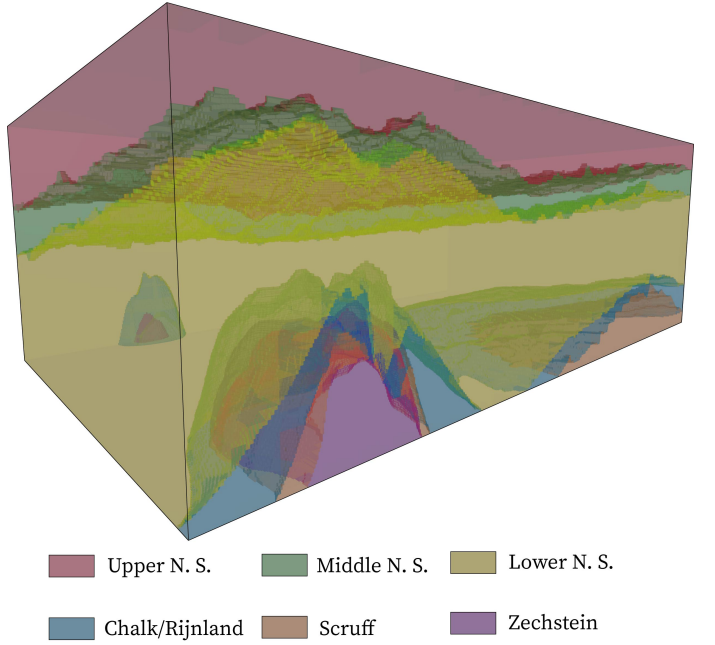 Upper N. S.
Middle N. S.
Lower N. S.
Chalk/Rijnland
Scruff
Zechstein